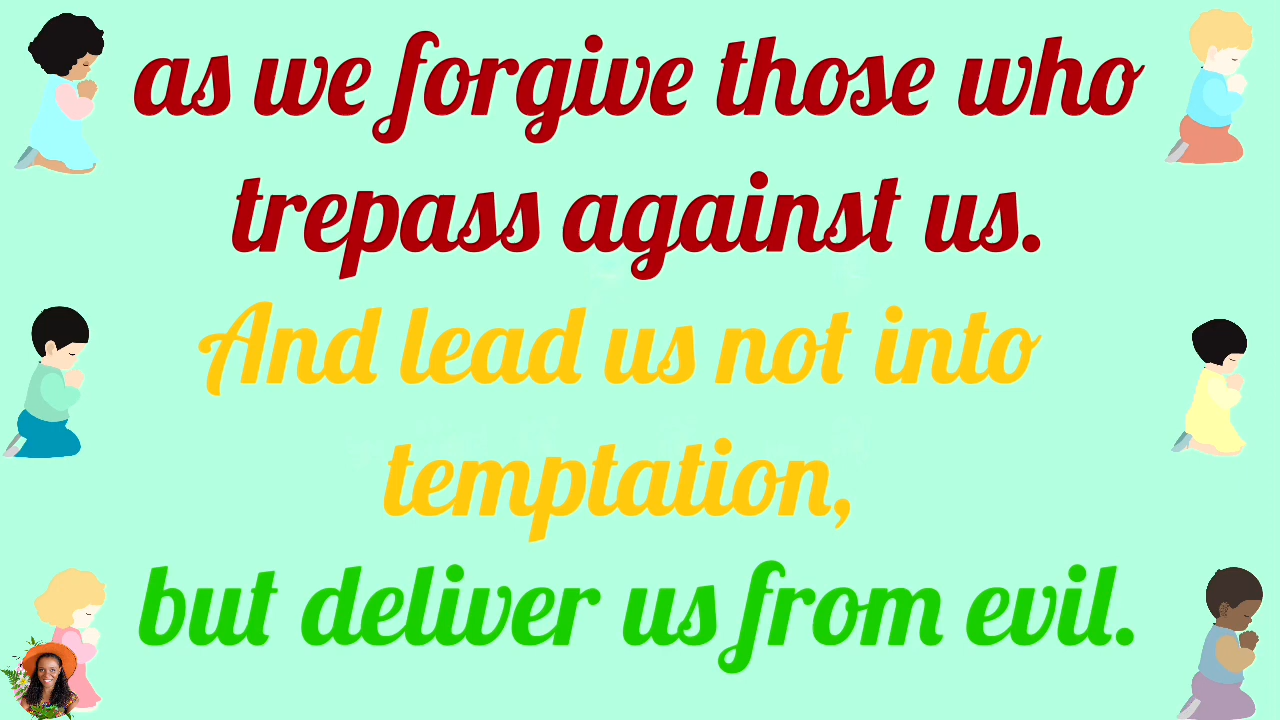 as we forgive those who
trepass against us.
And lead us not into
temptation,
but deliver us from evil.